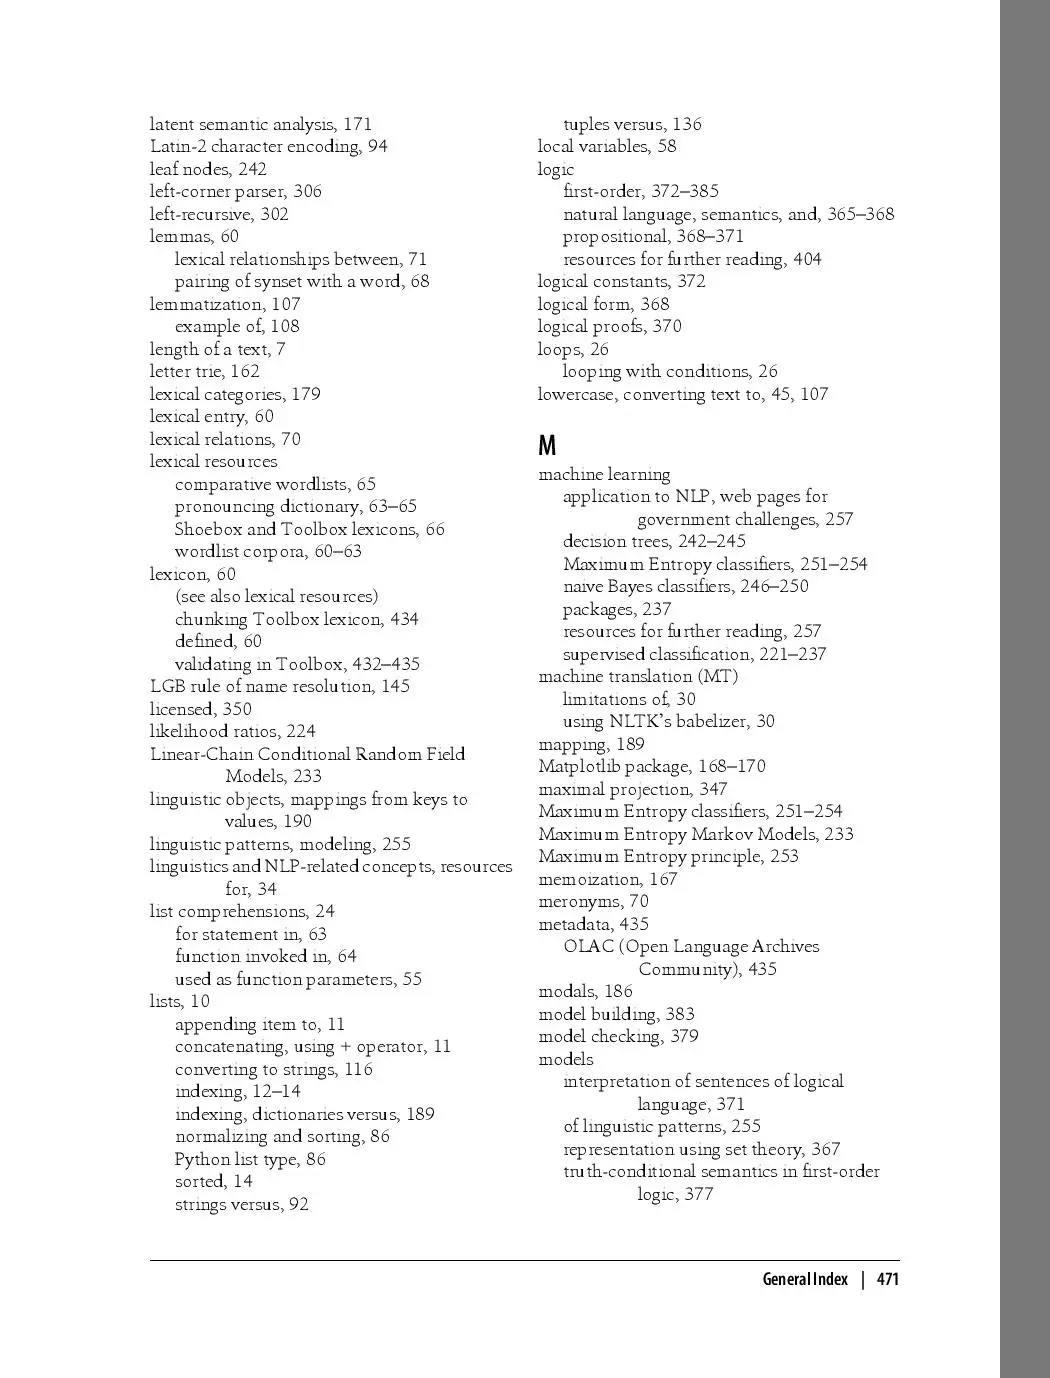 latent semantic analysis, 171
Latin-2 character encoding, 94
leaf nodes, 242
left-corner parser, 306
left-recursive, 302
lemmas, 60
lexical relationships between, 71
pairing of synset with a word, 68
lemmatization, 107
example of, 108
length of a text, 7
letter trie, 162
lexical categories, 179
lexical entry, 60
lexical relations, 70
lexical resources
comparative wordlists, 65
pronouncing dictionary, 63–65
Shoebox and Toolbox lexicons, 66
wordlist corpora, 60–63
lexicon, 60
(see also lexical resources)
chunking Toolbox lexicon, 434
defined, 60
validating in Toolbox, 432–435
LGB rule of name resolution, 145
licensed, 350
likelihood ratios, 224
Linear-Chain Conditional Random Field
Models, 233
linguistic objects, mappings from keys to
values, 190
linguistic patterns, modeling, 255
linguistics and NLP-related concepts, resources
for, 34
list comprehensions, 24
for statement in, 63
function invoked in, 64
used as function parameters, 55
lists, 10
appending item to, 11
concatenating, using + operator, 11
converting to strings, 116
indexing, 12–14
indexing, dictionaries versus, 189
normalizing and sorting, 86
Python list type, 86
sorted, 14
strings versus, 92
tuples versus, 136
local variables, 58
logic
first-order, 372–385
natural language, semantics, and, 365–368
propositional, 368–371
resources for further reading, 404
logical constants, 372
logical form, 368
logical proofs, 370
loops, 26
looping with conditions, 26
lowercase, converting text to, 45, 107
M
machine learning
application to NLP, web pages for
government challenges, 257
decision trees, 242–245
Maximum Entropy classifiers, 251–254
naive Bayes classifiers, 246–250
packages, 237
resources for further reading, 257
supervised classification, 221–237
machine translation (MT)
limitations of, 30
using NLTK's babelizer, 30
mapping, 189
Matplotlib package, 168–170
maximal projection, 347
Maximum Entropy classifiers, 251–254
Maximum Entropy Markov Models, 233
Maximum Entropy principle, 253
memoization, 167
meronyms, 70
metadata, 435
OLAC (Open Language Archives
Community), 435
modals, 186
model building, 383
model checking, 379
models
interpretation of sentences of logical
language, 371
of linguistic patterns, 255
representation using set theory, 367
truth-conditional semantics in first-order
logic, 377
General Index | 471